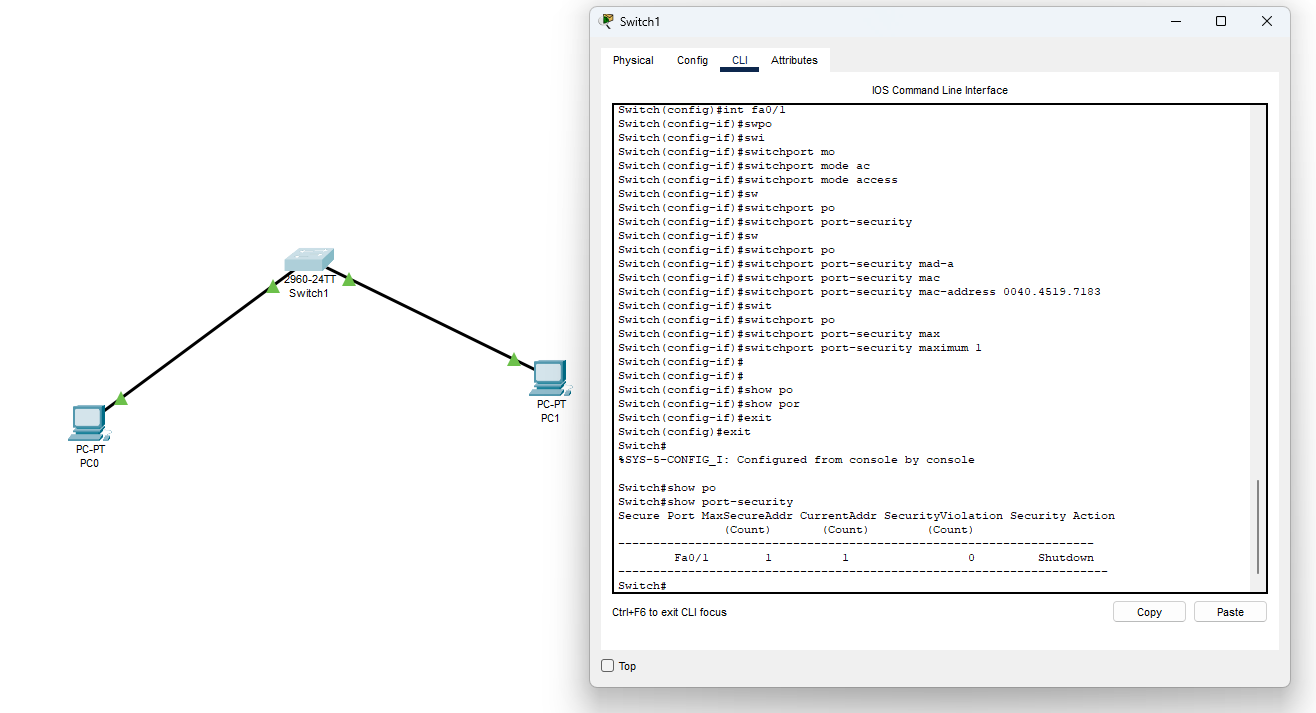 2960-24TT
Switch1
PC-PT
PC0
PC-PT
PC1
Switch1
Physical Config CLI Attributes
IOS Command Line Interface
Switch(config)#int fa0/1
Switch(config-if)#swpo
Switch(config-if)#swi
Switch(config-if)#switchport mo
Switch(config-if)#switchport mode ac
Switch(config-if)#switchport mode access
Switch(config-if)#sw
Switch(config-if)#switchport po
Switch(config-if)#switchport port-security
Switch(config-if)#sw
Switch(config-if)#switchport po
Switch(config-if)#switchport port-security mad-a
Switch(config-if)#switchport port-security mac
Switch(config-if)#switchport port-security mac-address 0040.4519.7183
Switch(config-if)#swit
Switch(config-if)#switchport po
Switch(config-if)#switchport port-security max
Switch(config-if)#switchport port-security maximum 1
Switch(config-if)#
Switch(config-if)#
Switch(config-if)#show po
Switch(config-if)#show por
Switch(config-if)#exit
Switch(config)#exit
Switch#
%SYS-5-CONFIG_I: Configured from console by console
Switch#show po
Switch#show port-security
Secure Port MaxSecureAddr CurrentAddr SecurityViolation Security Action
(Count) (Count) (Count)
--------------------------------------------------------------------
Fa0/1 1 1 0 Shutdown
----------------------------------------------------------------------
Switch#
Ctrl+F6 to exit CLI focus
Copy Paste
Top